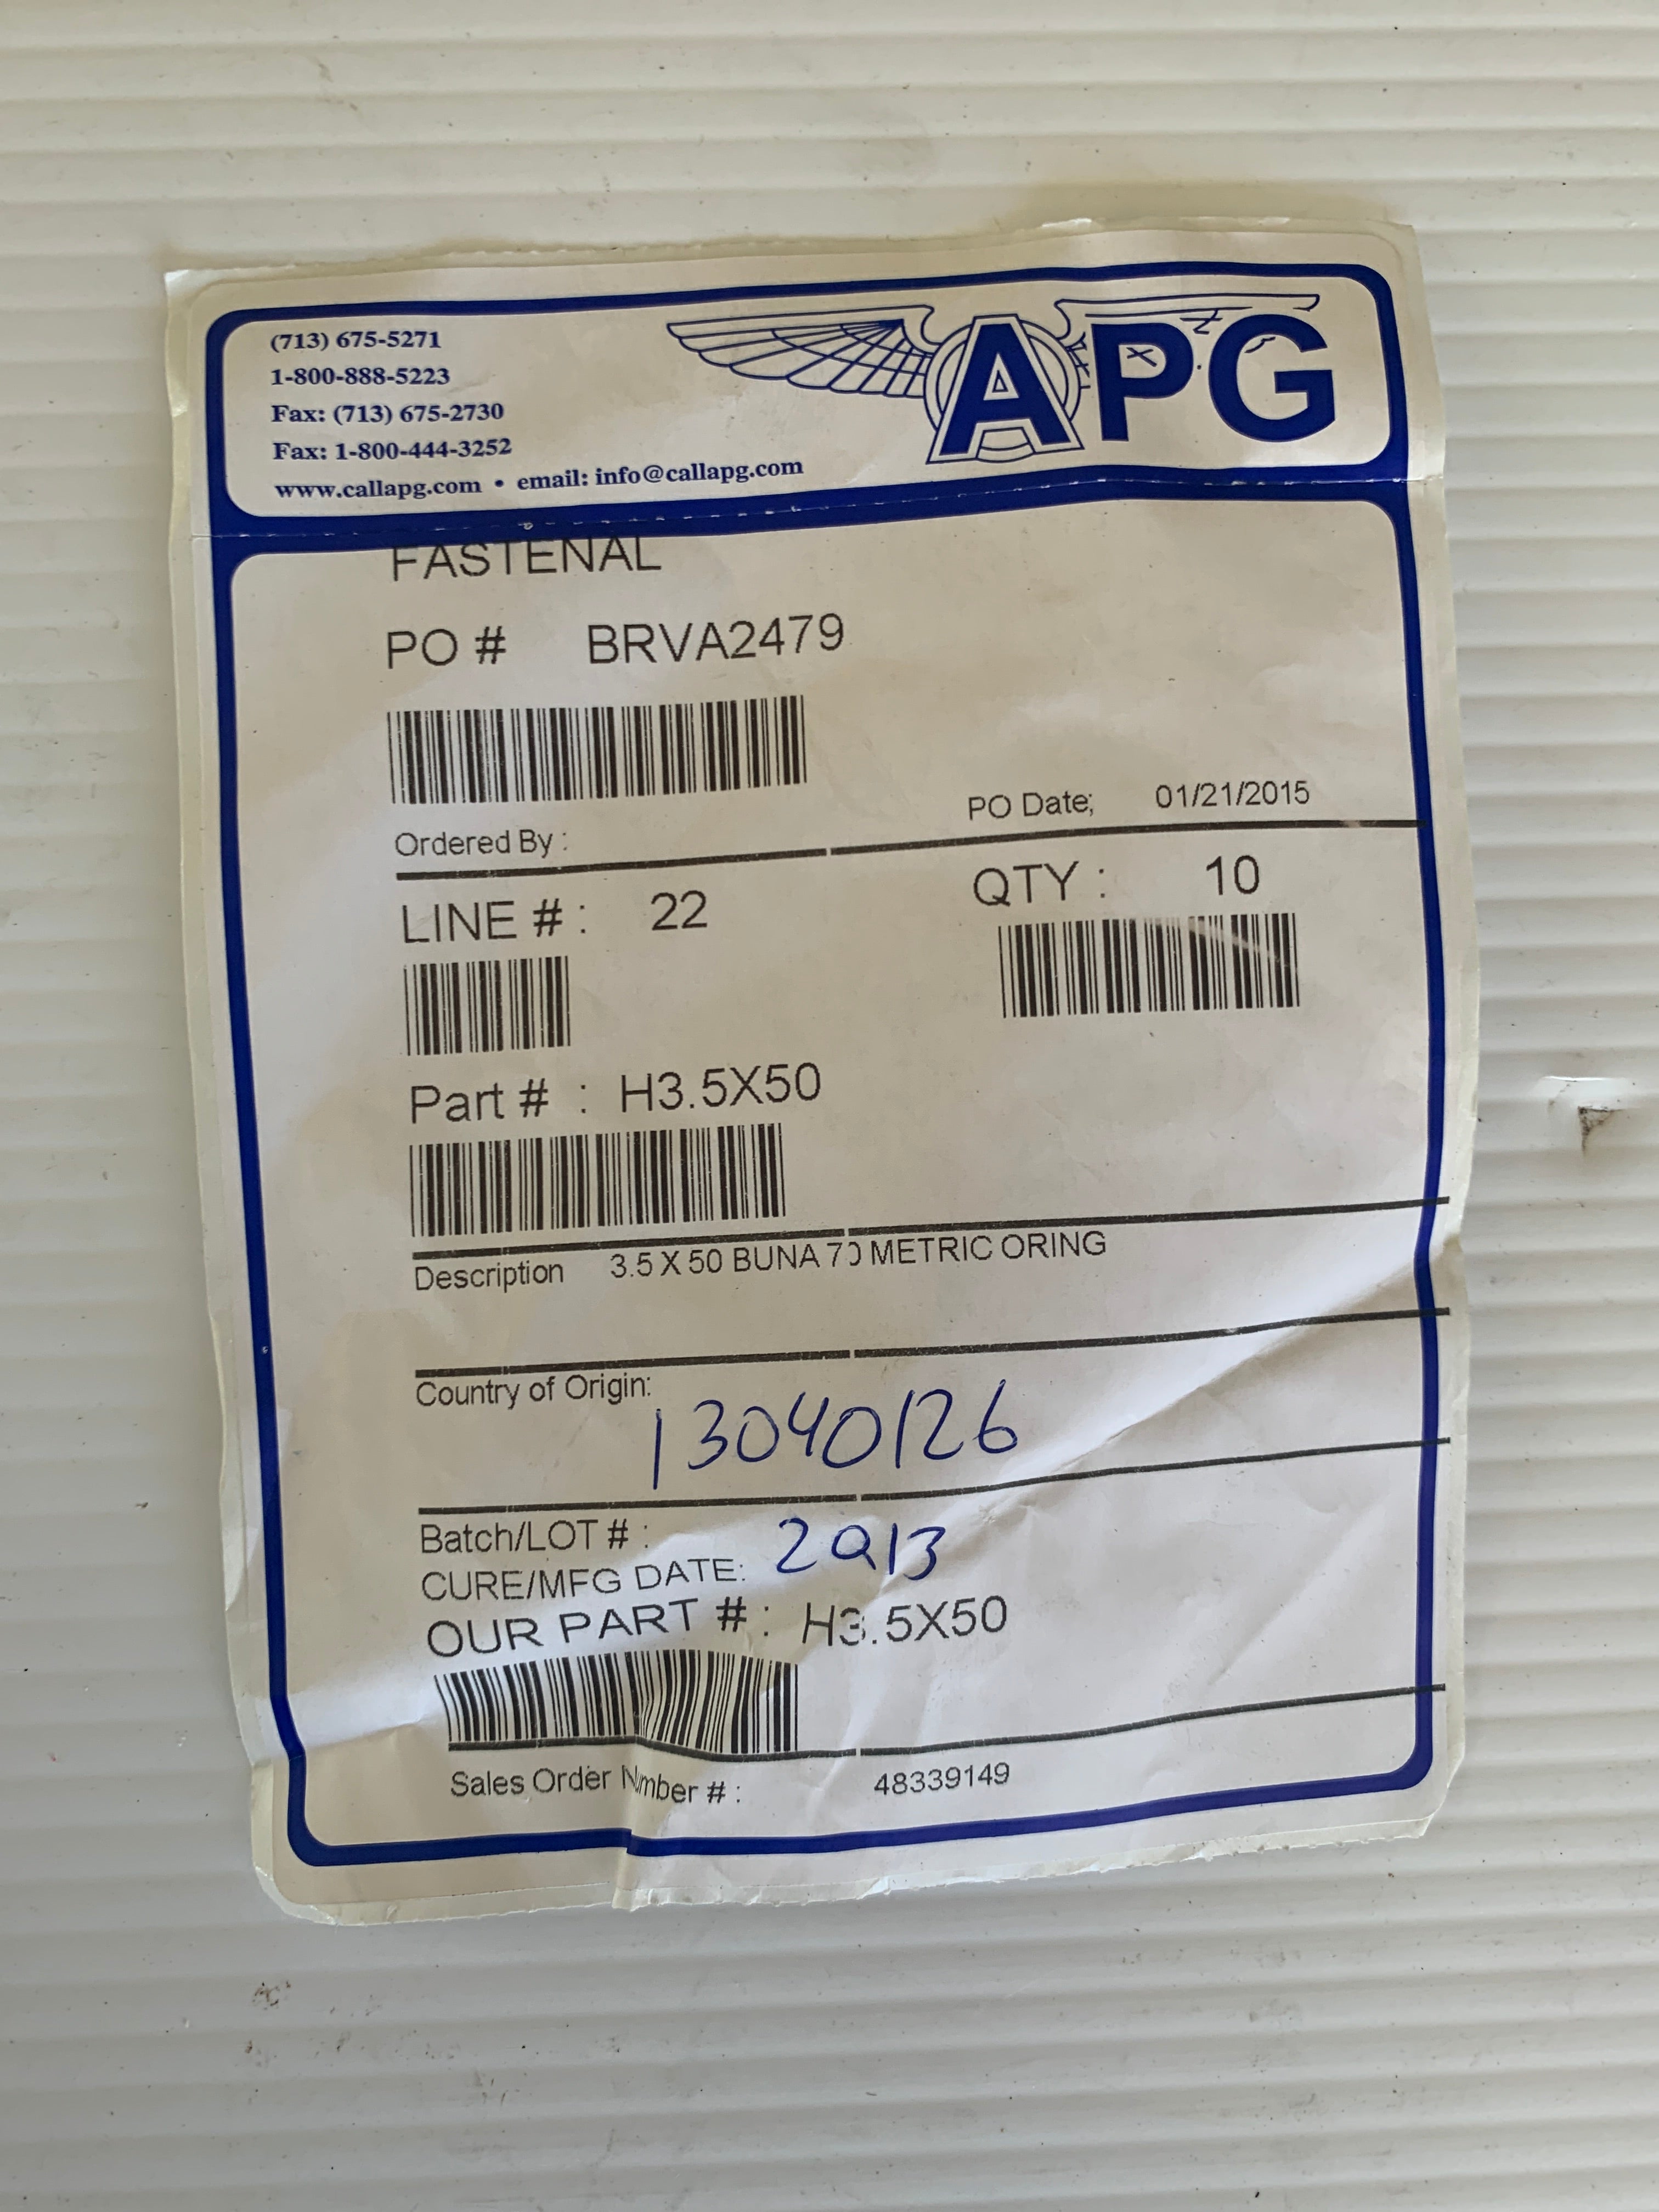 (713) 675-5271
1-800-888-5223
Fax: (713) 675-2730
Fax: 1-800-444-3252
www.callapg.com • email: info@callapg.com
APG
FASTENAL
PO # BRVA2479
PO Date; 01/21/2015
Ordered By :
LINE # : 22
QTY : 10
Part # : H3.5X50
Description 3.5 X 50 BUNA 70 METRIC ORING
Country of Origin:
13040126
Batch/LOT # :
CURE/MFG DATE: 2Q13
OUR PART # : H3.5X50
Sales Order Number # : 48339149